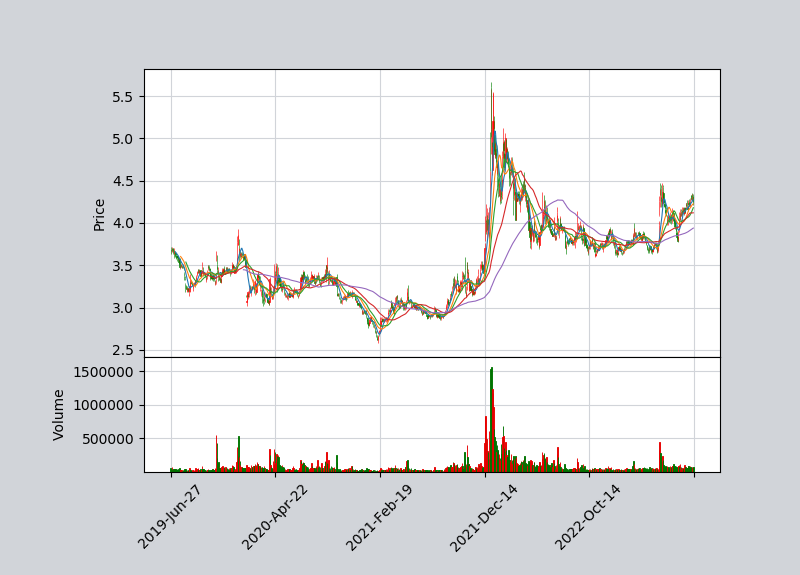 Price
5.5
5.0
4.5
4.0
3.5
3.0
2.5
Volume
1500000
1000000
500000
2019-Jun-27
2020-Apr-22
2021-Feb-19
2021-Dec-14
2022-Oct-14